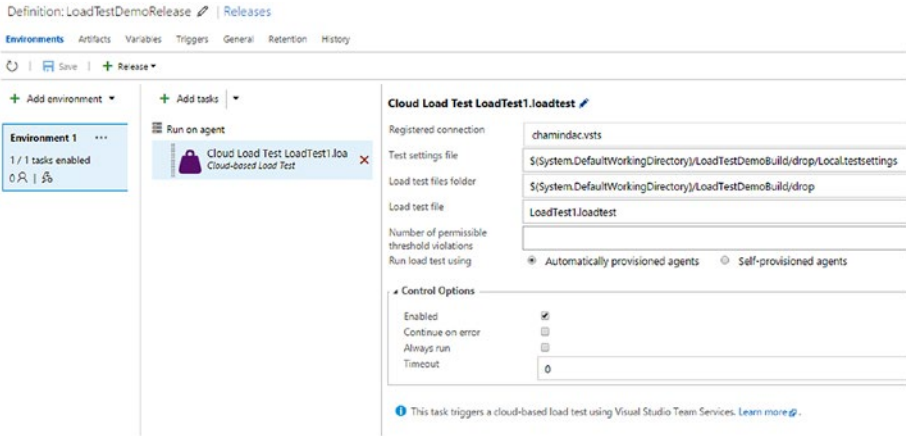 Definition: LoadTestDemoRelease | Releases
Environments Artifacts Variables Triggers General Retention History
Save | + Release
+ Add environment
+ Add tasks
Environment 1 ...
1 / 1 tasks enabled
0
Run on agent
Cloud Load Test LoadTest1.loa
Cloud-based Load Test
Cloud Load Test LoadTest1.loadtest
Registered connection chamindac.vsts
Test settings file $(System.DefaultWorkingDirectory)/LoadTestDemoBuild/drop/Local.testsettings
Load test files folder $(System.DefaultWorkingDirectory)/LoadTestDemoBuild/drop
Load test file LoadTest1.loadtest
Number of permissible
threshold violations
Run load test using Automatically provisioned agents Self-provisioned agents
Control Options
Enabled
Continue on error
Always run
Timeout 0
This task triggers a cloud-based load test using Visual Studio Team Services. Learn more.